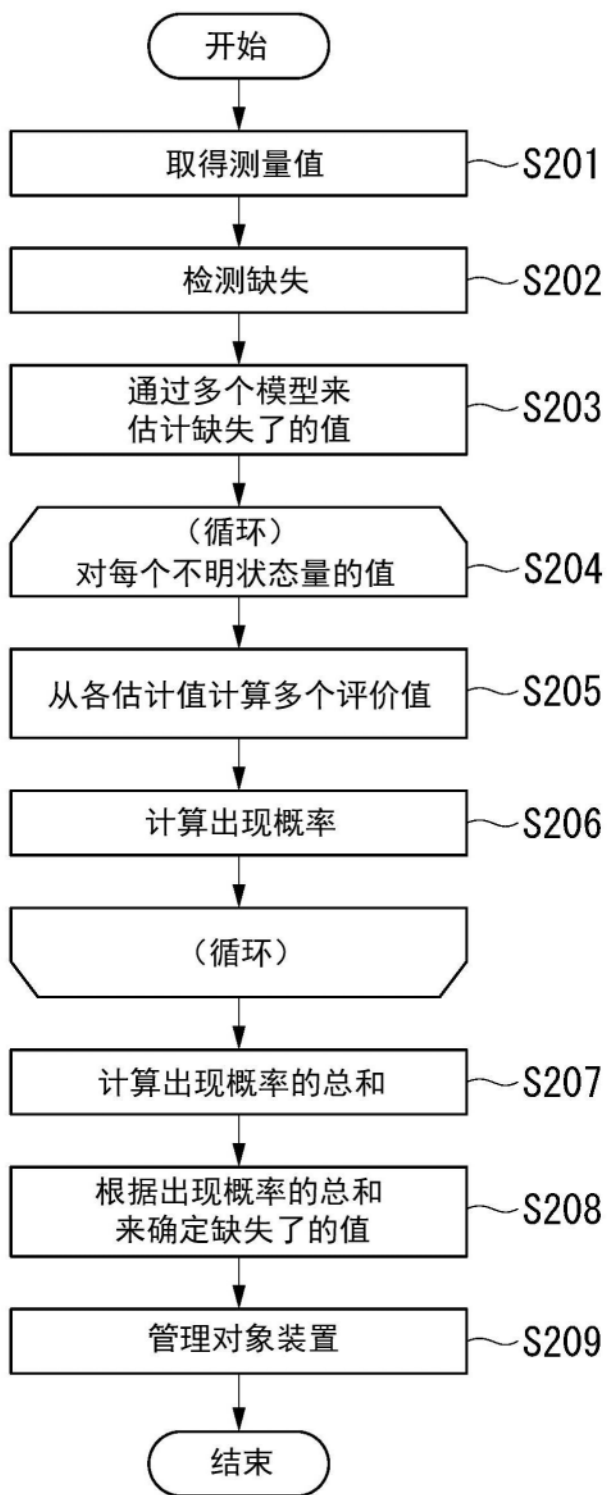 开始
取得测量值
S201
检测缺失
S202
通过多个模型来
估计缺失了的值
S203
（循环）
对每个不明状态量的值
S204
从各估计值计算多个评价值
S205
计算出现概率
S206
（循环）
计算出现概率的总和
S207
根据出现概率的总和
来确定缺失了的值
S208
管理对象装置
S209
结束